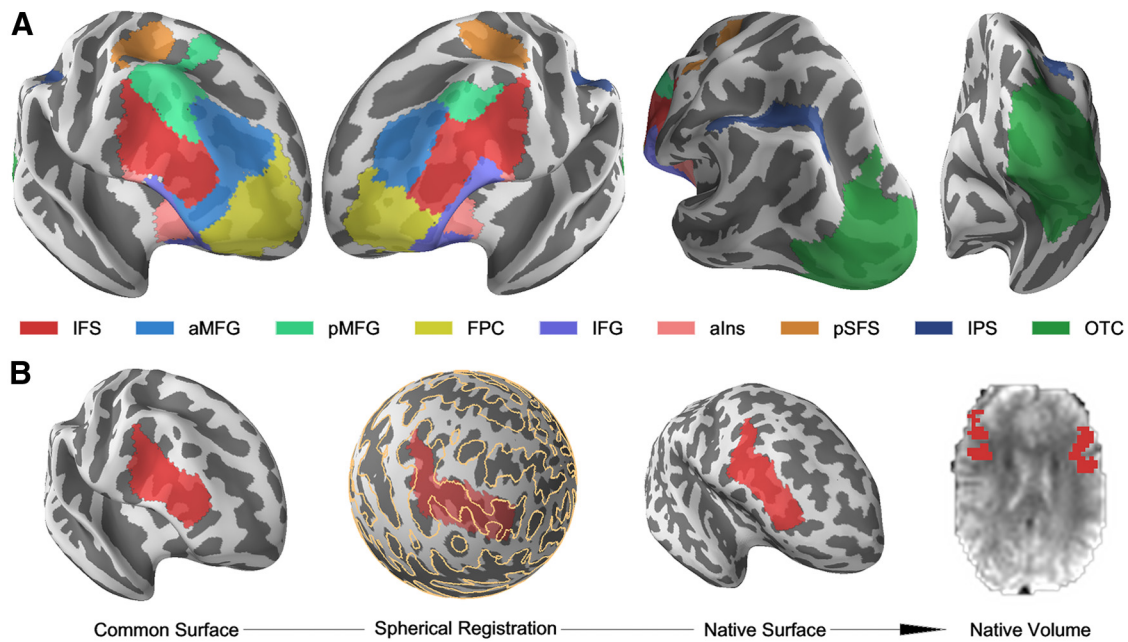 A
IFS aMFG pMFG FPC IFG aIns pSFS IPS OTC
B
Common Surface Spherical Registration Native Surface Native Volume